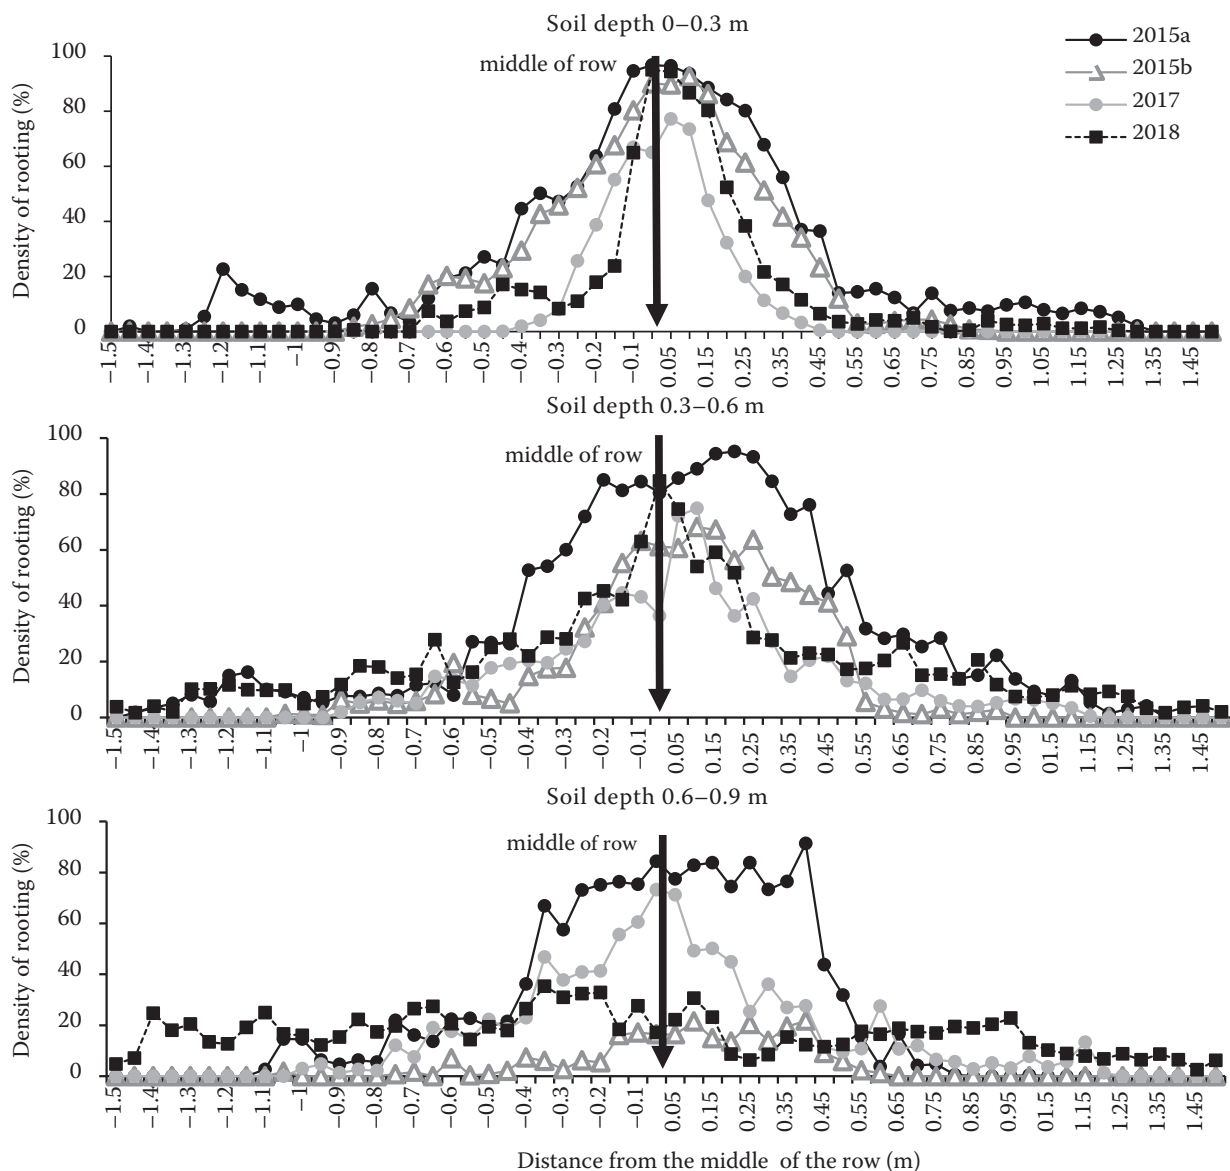 Soil depth 0–0.3 m
2015a
2015b
2017
2018
middle of row
Density of rooting (%)
100
80
60
40
20
0
−1.5 −1.4 −1.3 −1.2 −1.1 −1 −0.9 −0.8 −0.7 −0.6 −0.5 −0.4 −0.3 −0.2 −0.1 0.05 0.15 0.25 0.35 0.45 0.55 0.65 0.75 0.85 0.95 1.05 1.15 1.25 1.35 1.45
Soil depth 0.3–0.6 m
middle of row
Density of rooting (%)
100
80
60
40
20
0
−1.5 −1.4 −1.3 −1.2 −1.1 −1 −0.9 −0.8 −0.7 −0.6 −0.5 −0.4 −0.3 −0.2 −0.1 0.05 0.15 0.25 0.35 0.45 0.55 0.65 0.75 0.85 0.95 01.5 1.15 1.25 1.35 1.45
Soil depth 0.6–0.9 m
middle of row
Density of rooting (%)
100
80
60
40
20
0
−1.5 −1.4 −1.3 −1.2 −1.1 −1 −0.9 −0.8 −0.7 −0.6 −0.5 −0.4 −0.3 −0.2 −0.1 0.05 0.15 0.25 0.35 0.45 0.55 0.65 0.75 0.85 0.95 01.5 1.15 1.25 1.35 1.45
Distance from the middle of the row (m)